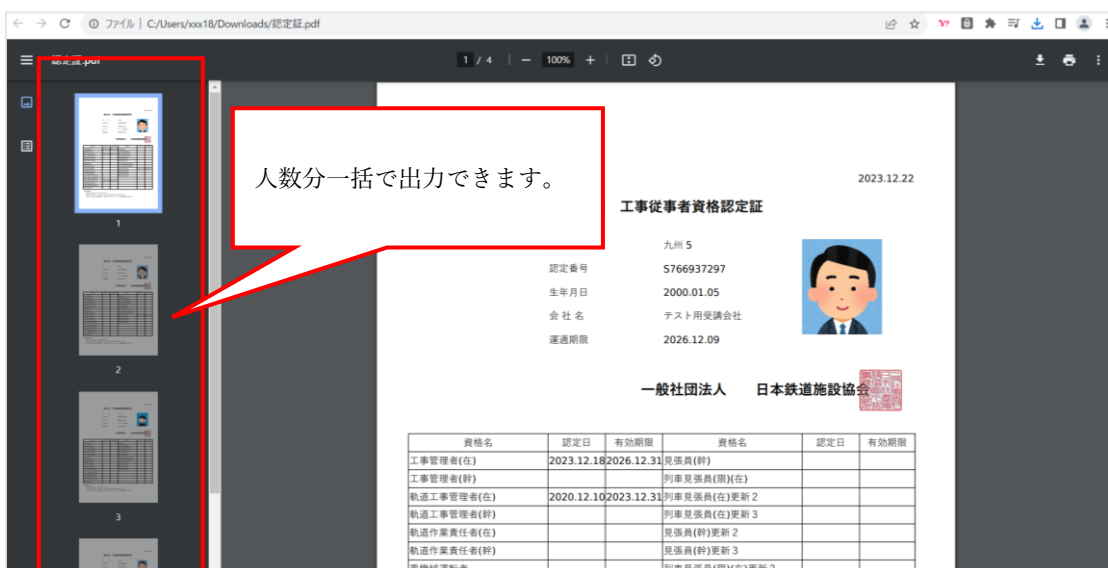 ファイル | C:/Users/xxx18/Downloads/認定証.pdf
認定証.pdf
1 / 4 | − 100% +
1
2
3
人数分一括で出力できます。
2023.12.22
工事従事者資格認定証
九州 5
認定番号 S766937297
生年月日 2000.01.05
会 社 名 テスト用受講会社
運適期限 2026.12.09
一般社団法人 日本鉄道施設協会
資格名 認定日 有効期限 資格名 認定日 有効期限
工事管理者(在) 2023.12.18 2026.12.31 見張員(幹)
工事管理者(幹) 列車見張員(限)(在)
軌道工事管理者(在) 2020.12.10 2023.12.31 列車見張員(在)更新2
軌道工事管理者(幹) 列車見張員(在)更新3
軌道作業責任者(在) 見張員(幹)更新2
軌道作業責任者(幹) 見張員(幹)更新3